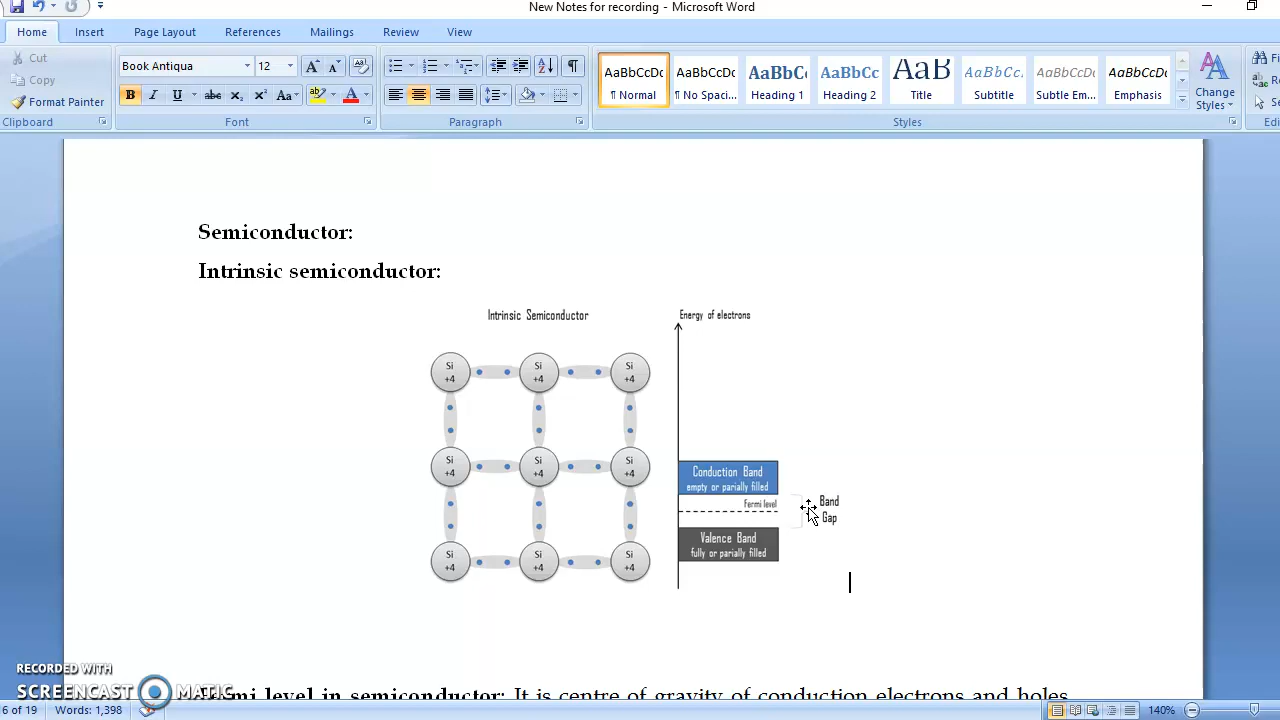 New Notes for recording - Microsoft Word
Home Insert Page Layout References Mailings Review View
Cut
Copy
Format Painter
Clipboard
Book Antiqua 12
B I U abc x₂ x² Aa
Font
Paragraph
AaBbCcDc AaBbCcDc AaBbCc AaBbCc AaB AaBbCc. AaBbCcDc AaBbCcDc
¶ Normal ¶ No Spaci... Heading 1 Heading 2 Title Subtitle Subtle Em... Emphasis
Change
Styles
Styles
Semiconductor:
Intrinsic semiconductor:
Intrinsic Semiconductor
Si
+4
Si
+4
Si
+4
Si
+4
Si
+4
Si
+4
Si
+4
Si
+4
Si
+4
Energy of electrons
Conduction Band
empty or parially filled
Fermi level
Band
Gap
Valence Band
fully or parially filled
level in semiconductor: It is centre of gravity of conduction electrons and holes
RECORDED WITH
SCREENCAST MATIC
6 of 19 Words: 1,398 140%